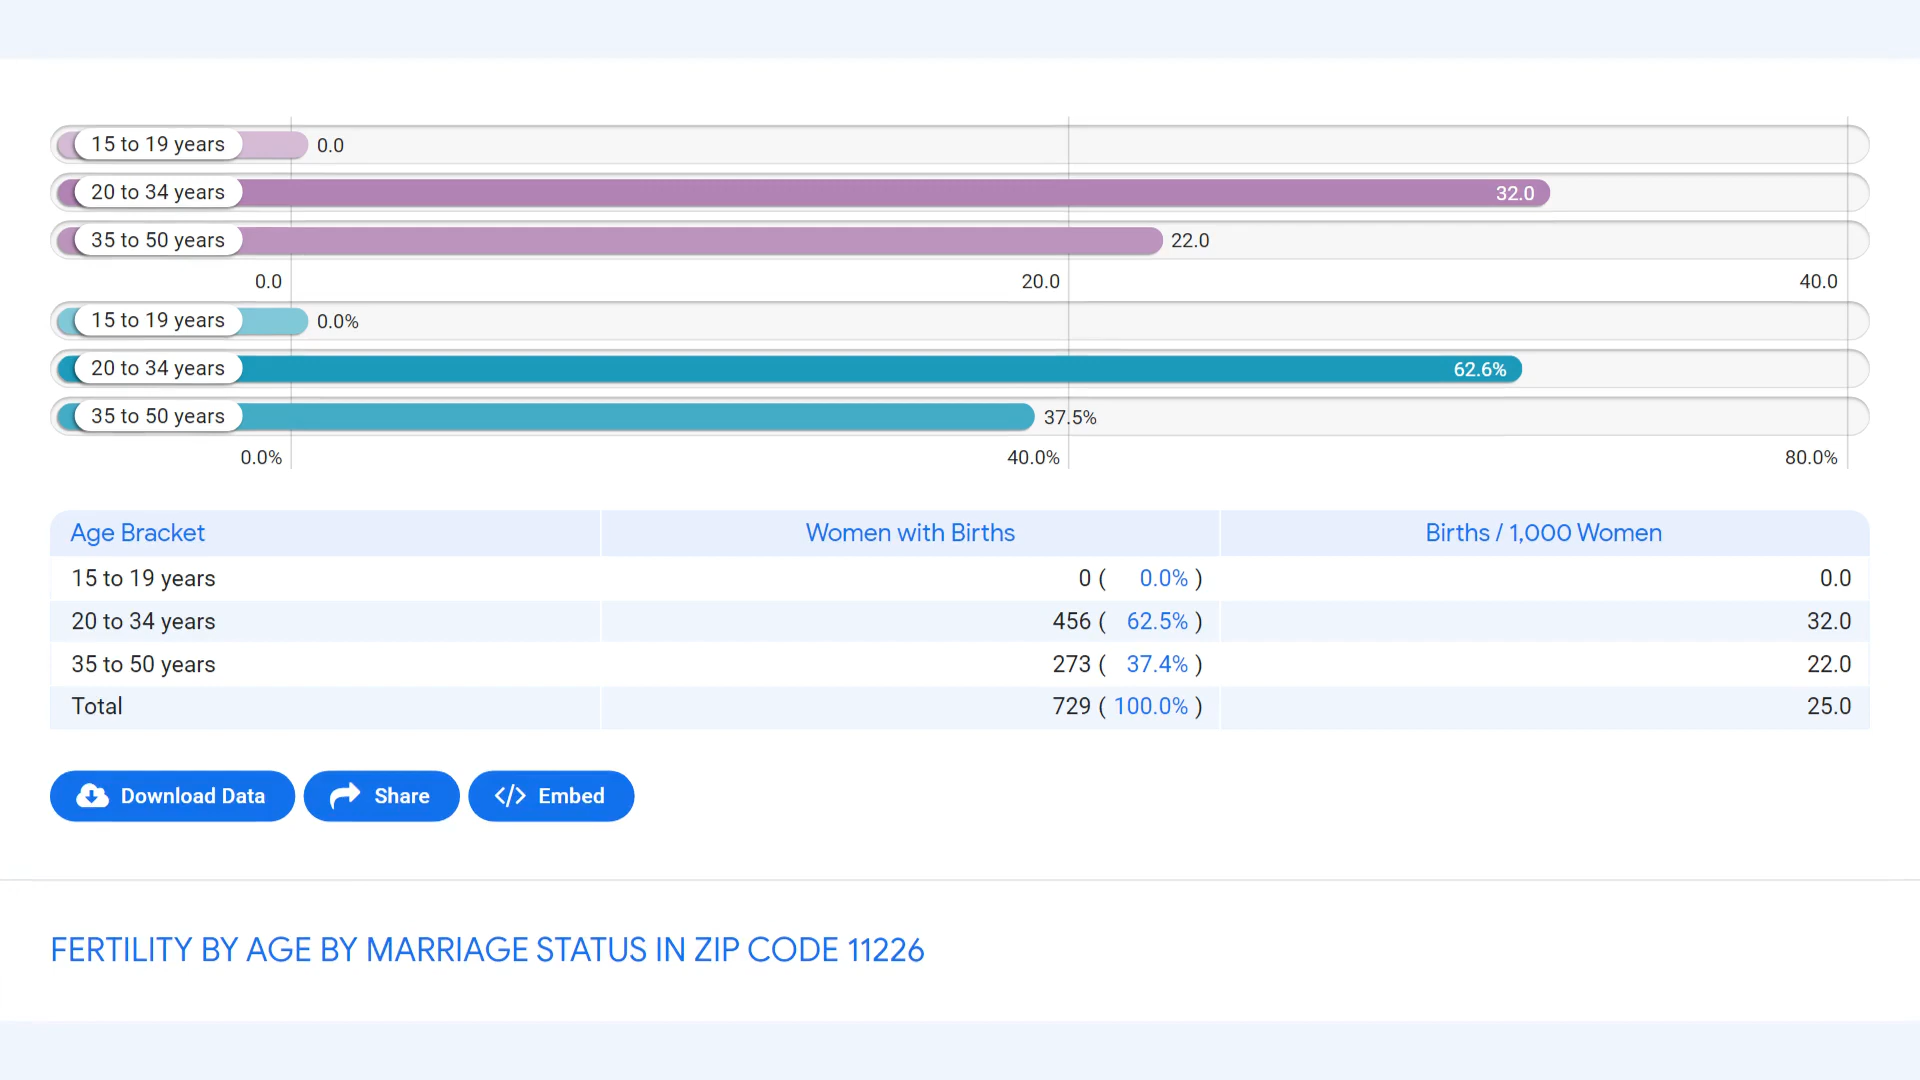 15 to 19 years 0.0
20 to 34 years 32.0
35 to 50 years 22.0
0.0 20.0 40.0
15 to 19 years 0.0%
20 to 34 years 62.6%
35 to 50 years 37.5%
0.0% 40.0% 80.0%
Age Bracket Women with Births Births / 1,000 Women
15 to 19 years 0 ( 0.0% ) 0.0
20 to 34 years 456 ( 62.5% ) 32.0
35 to 50 years 273 ( 37.4% ) 22.0
Total 729 ( 100.0% ) 25.0
Download Data Share </> Embed
FERTILITY BY AGE BY MARRIAGE STATUS IN ZIP CODE 11226